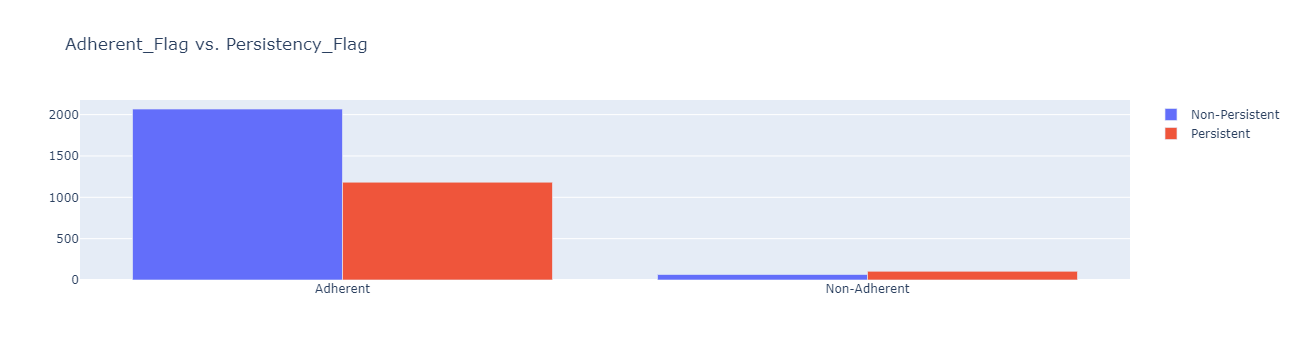 Adherent_Flag vs. Persistency_Flag
2000
1500
1000
500
0
Adherent
Non-Adherent
Non-Persistent
Persistent